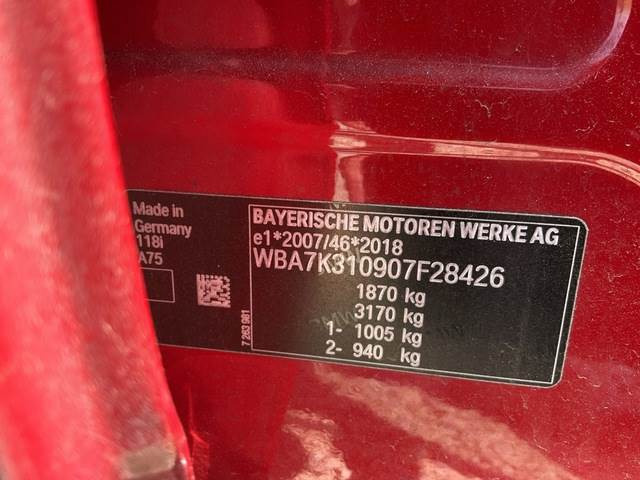 Made in
Germany
118i
A75
7 263 981
BAYERISCHE MOTOREN WERKE AG
e1*2007/46*2018
WBA7K310907F28426
1870 kg
3170 kg
1- 1005 kg
2- 940 kg